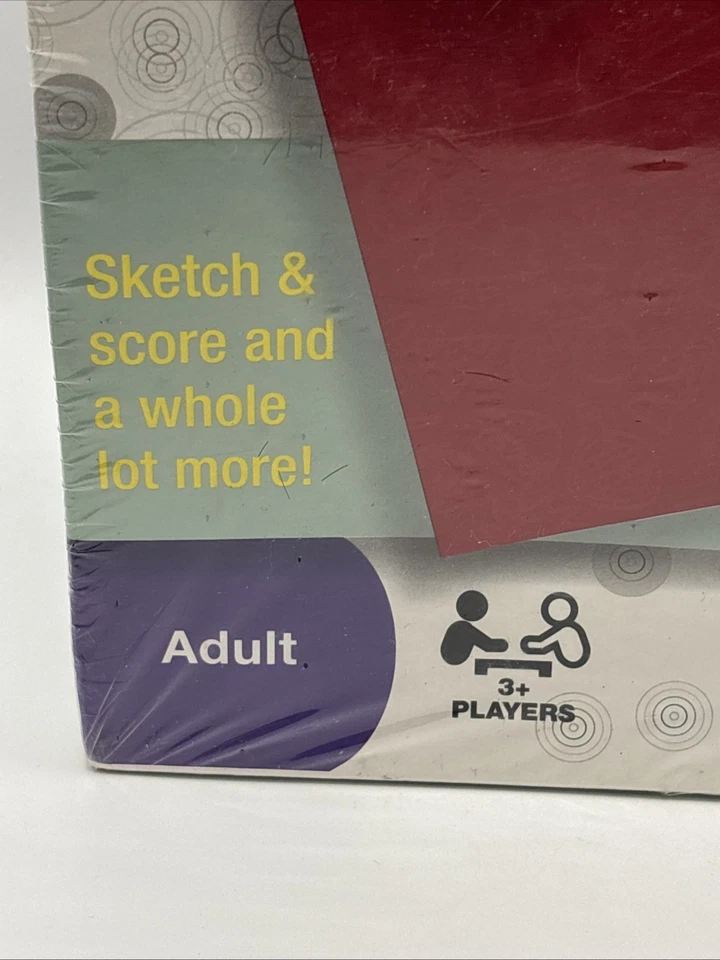 Sketch &
score and
a whole
lot more!
Adult
3+
PLAYERS